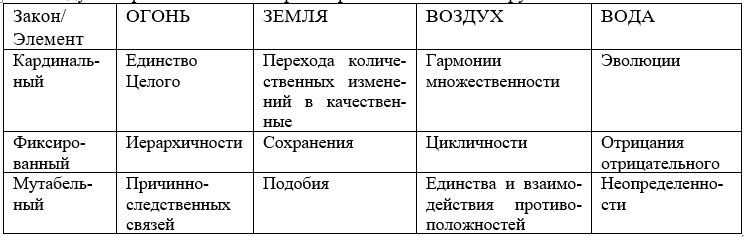 Закон/ ОГОНЬ ЗЕМЛЯ ВОЗДУХ ВОДА
Элемент
Кардиналь- Единство Перехода количе- Гармонии Эволюции
ный Целого ственных измене- множественности
ний в качествен-
ные
Фиксиро- Иерархичности Сохранения Цикличности Отрицания
ванный отрицательного
Мутабель- Причинно- Подобия Единства и взаимо- Неопределенно-
ный следственных действия противо- сти
связей положностей